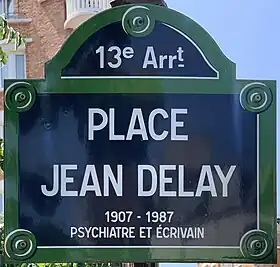 13e Arrt
PLACE
JEAN DELAY
1907 - 1987
PSYCHIATRE ET ÉCRIVAIN